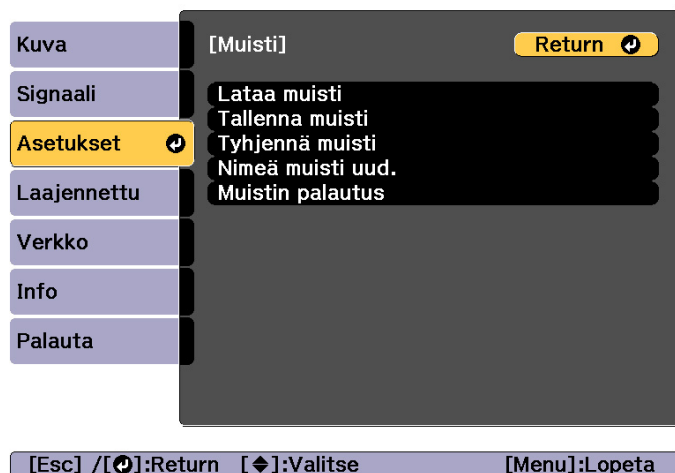 Kuva
Signaali
Asetukset
Laajennettu
Verkko
Info
Palauta
[Muisti]
Return
Lataa muisti
Tallenna muisti
Tyhjennä muisti
Nimeä muisti uud.
Muistin palautus
[Esc] /[]:Return [◆]:Valitse [Menu]:Lopeta